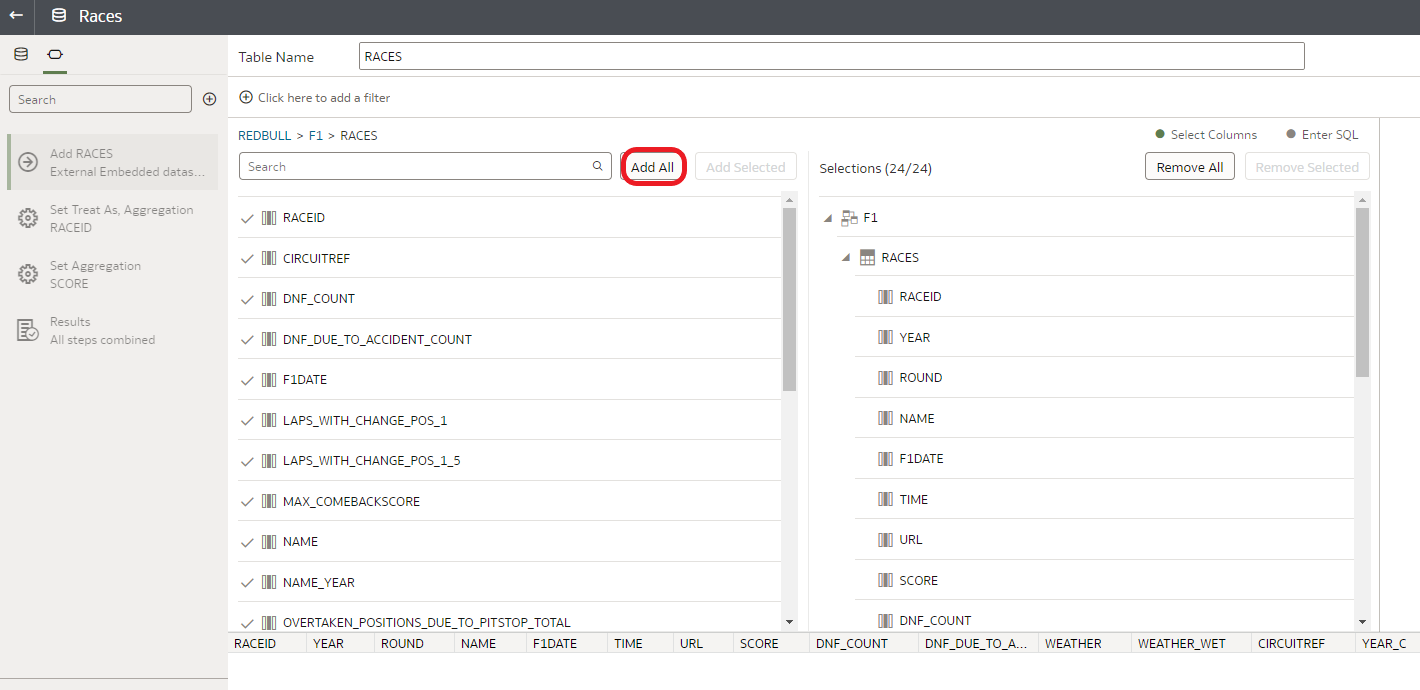 Races
Table Name
RACES
Search
Click here to add a filter
Add RACES
External Embedded datas...
Set Treat As, Aggregation
RACEID
Set Aggregation
SCORE
Results
All steps combined
REDBULL > F1 > RACES
Select Columns
Enter SQL
Search
Add All
Add Selected
Selections (24/24)
Remove All
Remove Selected
RACEID
CIRCUITREF
DNF_COUNT
DNF_DUE_TO_ACCIDENT_COUNT
F1DATE
LAPS_WITH_CHANGE_POS_1
LAPS_WITH_CHANGE_POS_1_5
MAX_COMEBACKSCORE
NAME
NAME_YEAR
OVERTAKEN_POSITIONS_DUE_TO_PITSTOP_TOTAL
F1
RACES
RACEID
YEAR
ROUND
NAME
F1DATE
TIME
URL
SCORE
DNF_COUNT
RACEID YEAR ROUND NAME F1DATE TIME URL SCORE DNF_COUNT DNF_DUE_TO_A... WEATHER WEATHER_WET CIRCUITREF YEAR_C